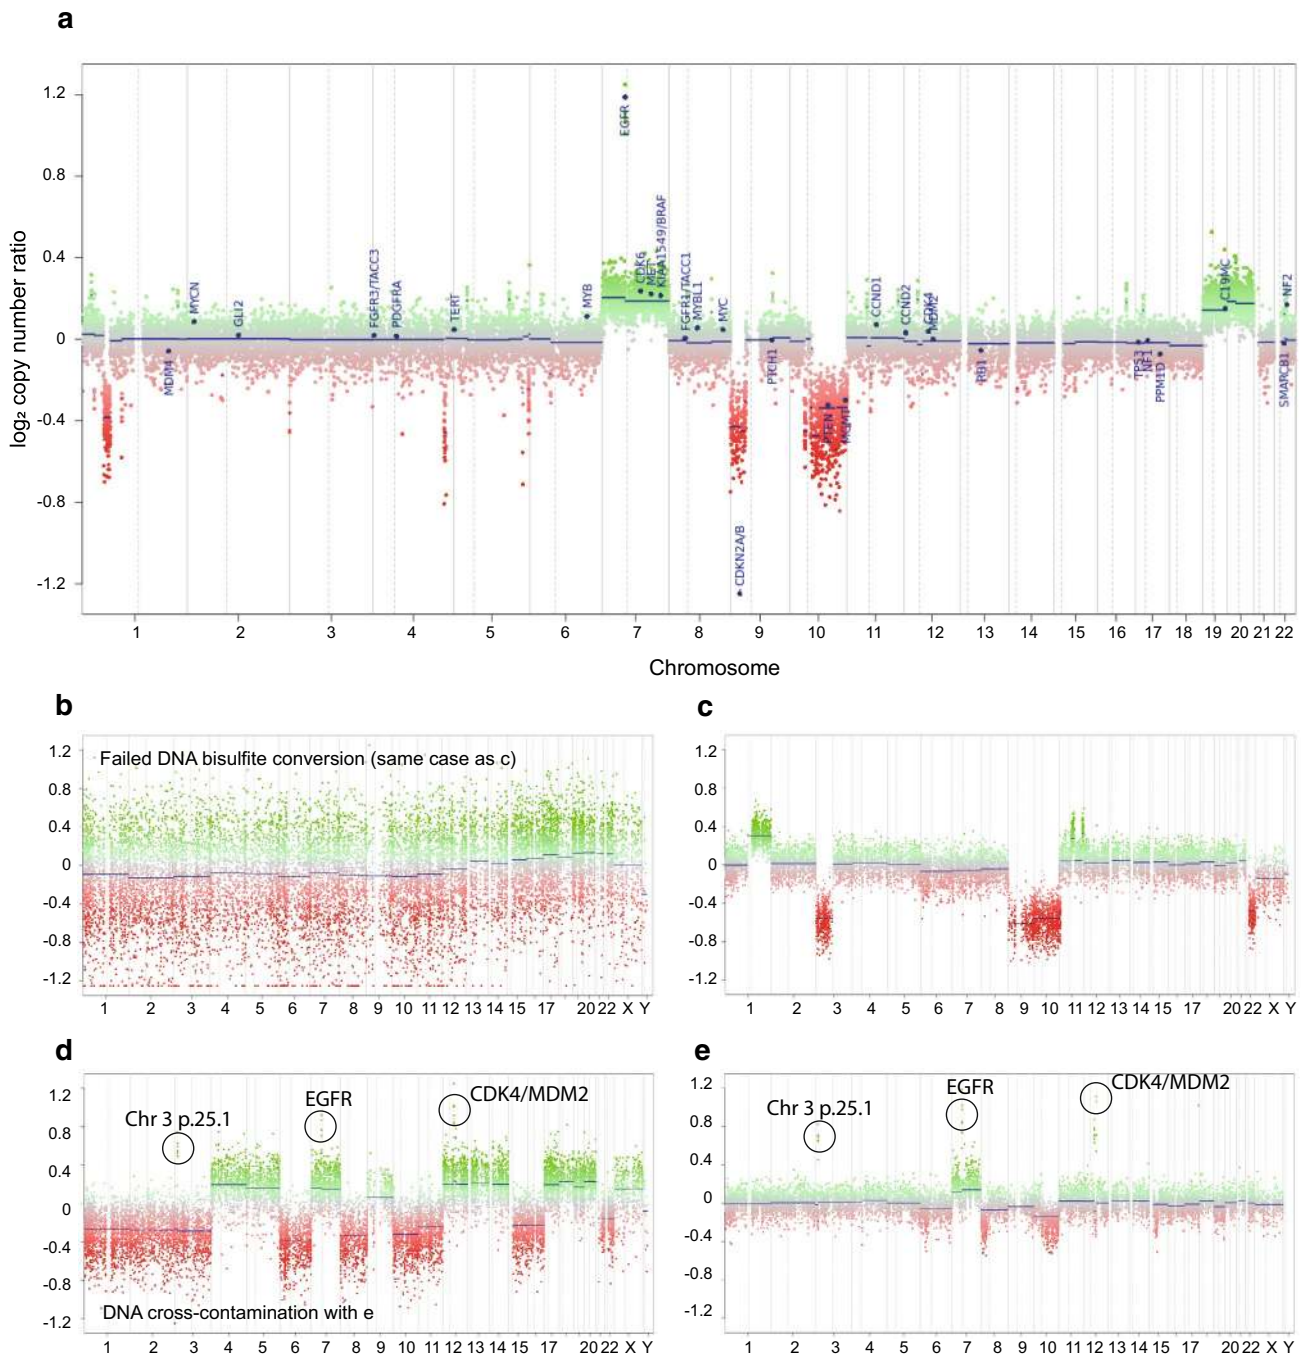 a
log₂ copy number ratio
1.2
0.8
0.4
0
-0.4
-0.8
-1.2
MDM4
MYCN
GLI2
FGFR3/TACC3
PDGFRA
TERT
MYB
EGFR
CDK6
MET
KIAA1549/BRAF
FGFR1/TACC1
MYBL1
MYC
CDKN2A/B
PTCH1
PTEN
MGMT
CCND1
CCND2
CDK4
MDM2
RB1
TP53
NF1
PPM1D
C19MC
SMARCB1
NF2
1 2 3 4 5 6 7 8 9 10 11 12 13 14 15 16 17 18 19 20 21 22
Chromosome
b
Failed DNA bisulfite conversion (same case as c)
1.2
0.8
0.4
0
-0.4
-0.8
-1.2
1 2 3 4 5 6 7 8 9 10 11 12 13 14 15 17 20 22 X Y
c
1.2
0.8
0.4
0
-0.4
-0.8
-1.2
1 2 3 4 5 6 7 8 9 10 11 12 13 14 15 17 20 22 X Y
d
1.2
0.8
0.4
0
-0.4
-0.8
-1.2
Chr 3 p.25.1
EGFR
CDK4/MDM2
DNA cross-contamination with e
1 2 3 4 5 6 7 8 9 10 11 12 13 14 15 17 20 22 X Y
e
1.2
0.8
0.4
0
-0.4
-0.8
-1.2
Chr 3 p.25.1
EGFR
CDK4/MDM2
1 2 3 4 5 6 7 8 9 10 11 12 13 14 15 17 20 22 X Y